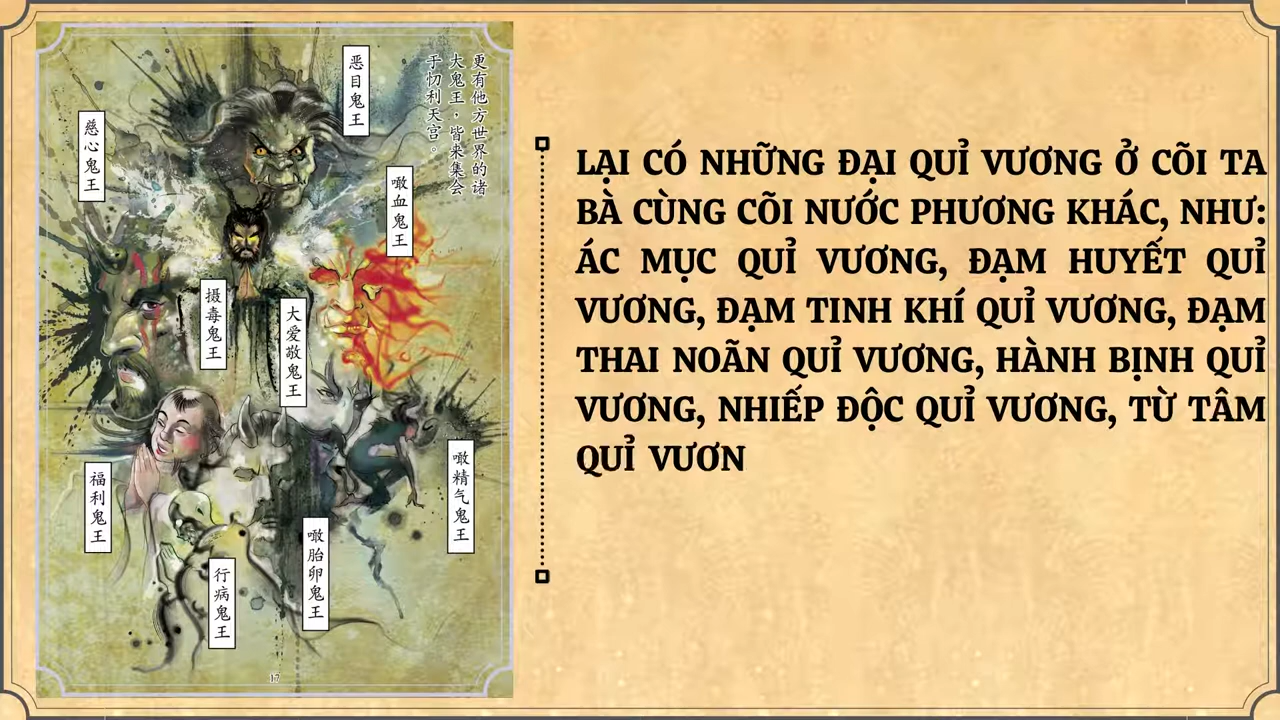 更有他方世界的诸
大鬼王，皆来集会
于忉利天宫。
恶目鬼王
慈心鬼王
噉血鬼王
摄毒鬼王
大爱敬鬼王
福利鬼王
噉精气鬼王
噉胎卵鬼王
行病鬼王
17
LẠI CÓ NHỮNG ĐẠI QUỈ VƯƠNG Ở CÕI TA
BÀ CÙNG CÕI NƯỚC PHƯƠNG KHÁC, NHƯ:
ÁC MỤC QUỈ VƯƠNG, ĐẠM HUYẾT QUỈ
VƯƠNG, ĐẠM TINH KHÍ QUỈ VƯƠNG, ĐẠM
THAI NOÃN QUỈ VƯƠNG, HÀNH BỊNH QUỈ
VƯƠNG, NHIẾP ĐỘC QUỈ VƯƠNG, TỪ TÂM
QUỈ VƯƠN